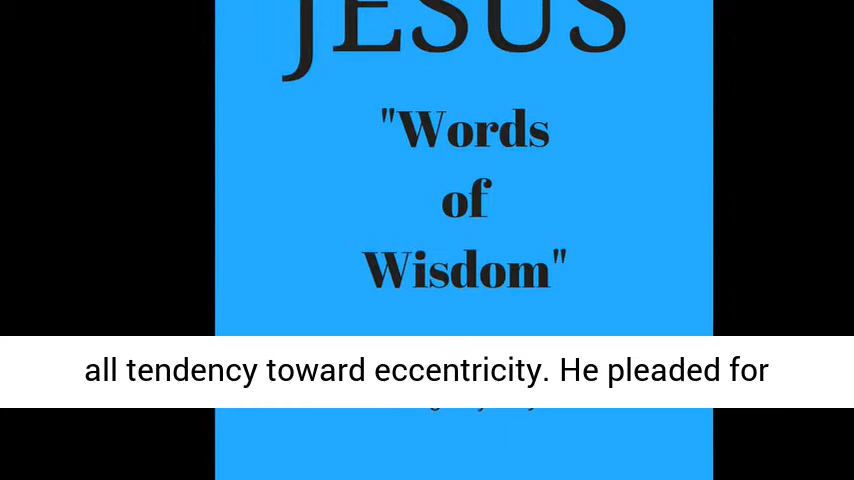 JESUS
"Words
of
Wisdom"
all tendency toward eccentricity. He pleaded for